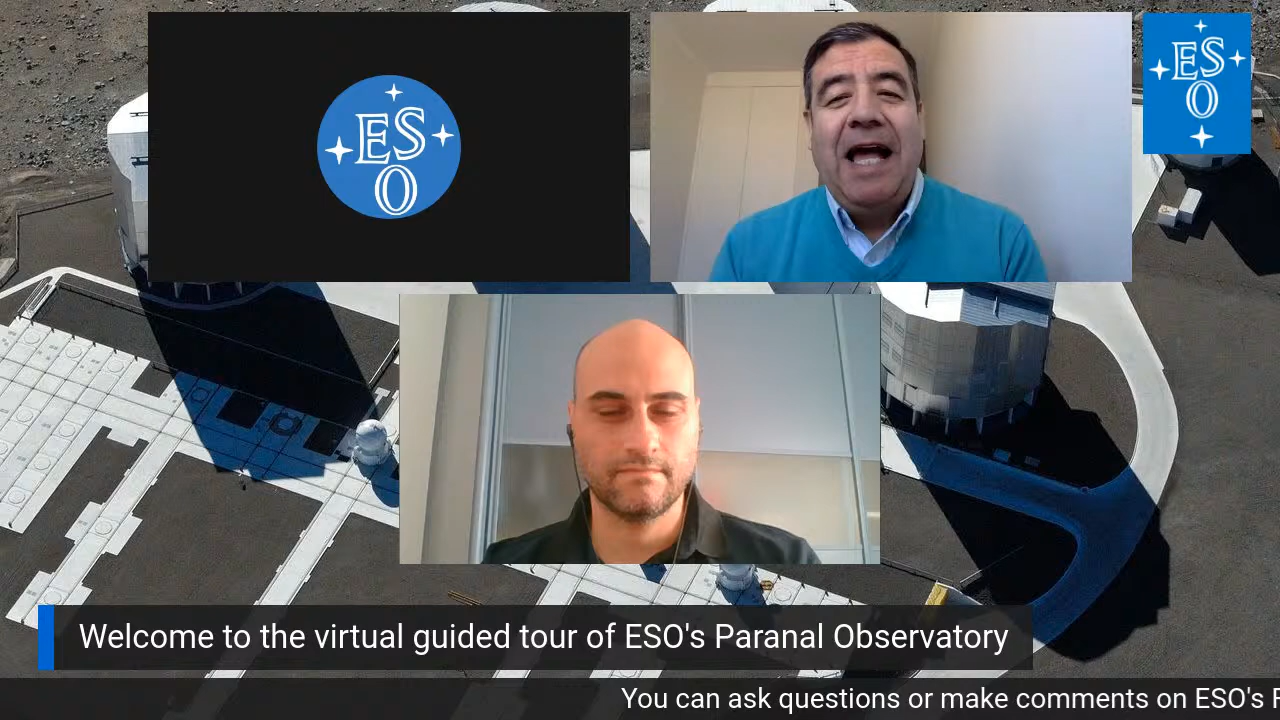 ESO
ESO
Welcome to the virtual guided tour of ESO's Paranal Observatory
You can ask questions or make comments on ESO's